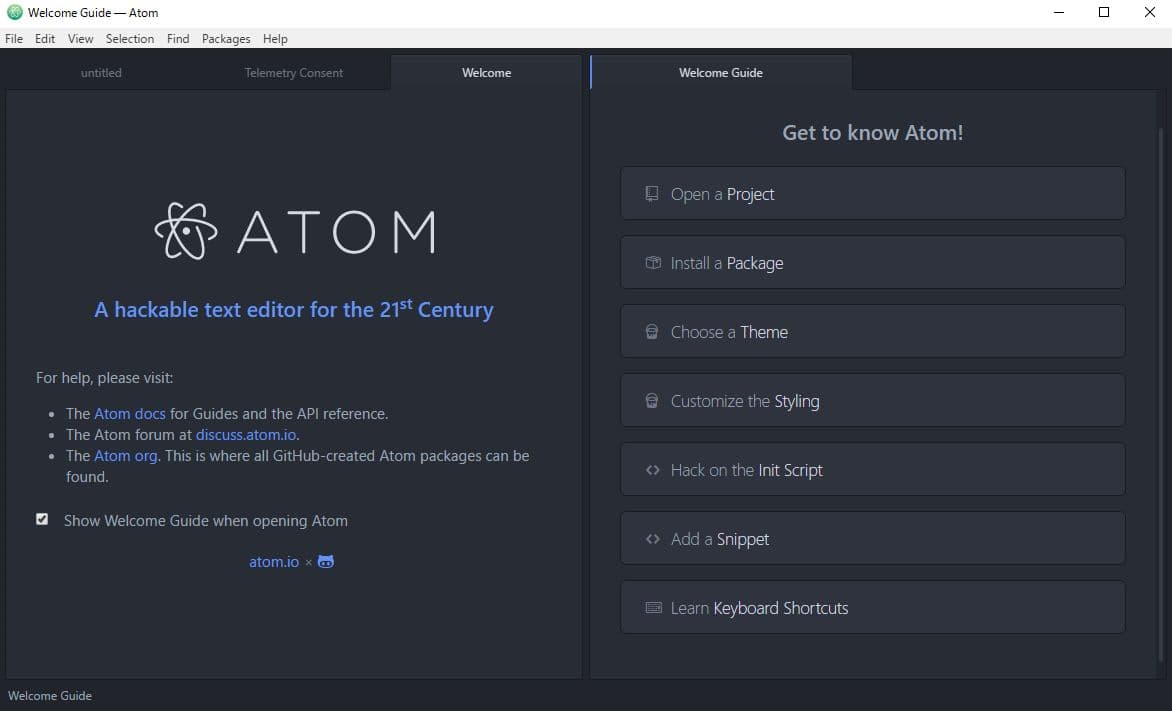 Welcome Guide — Atom
File Edit View Selection Find Packages Help
untitled
Telemetry Consent
Welcome
Welcome Guide
ATOM
A hackable text editor for the 21st Century
For help, please visit:
The Atom docs for Guides and the API reference.
The Atom forum at discuss.atom.io.
The Atom org. This is where all GitHub-created Atom packages can be
found.
Show Welcome Guide when opening Atom
atom.io ×
Get to know Atom!
Open a Project
Install a Package
Choose a Theme
Customize the Styling
Hack on the Init Script
Add a Snippet
Learn Keyboard Shortcuts
Welcome Guide